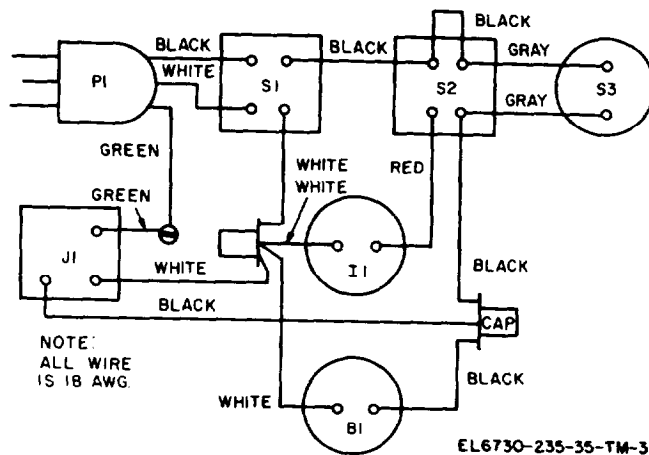 BLACK
BLACK
BLACK
GRAY
P1
WHITE
S1
S2
S3
GRAY
GREEN
WHITE
WHITE
RED
GREEN
J1
WHITE
I1
BLACK
BLACK
CAP
NOTE:
ALL WIRE
IS 18 AWG.
WHITE
B1
BLACK
EL6730-235-35-TM-3